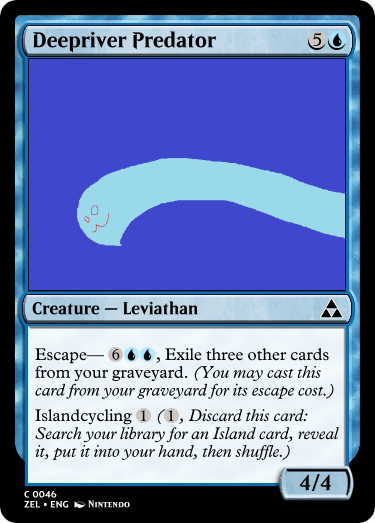 Deepriver Predator 5
Creature — Leviathan
Escape— 6, Exile three other cards
from your graveyard. (You may cast this
card from your graveyard for its escape cost.)
Islandcycling 1 (1, Discard this card:
Search your library for an Island card, reveal
it, put it into your hand, then shuffle.)
4/4
C 0046
ZEL • ENG Nintendo